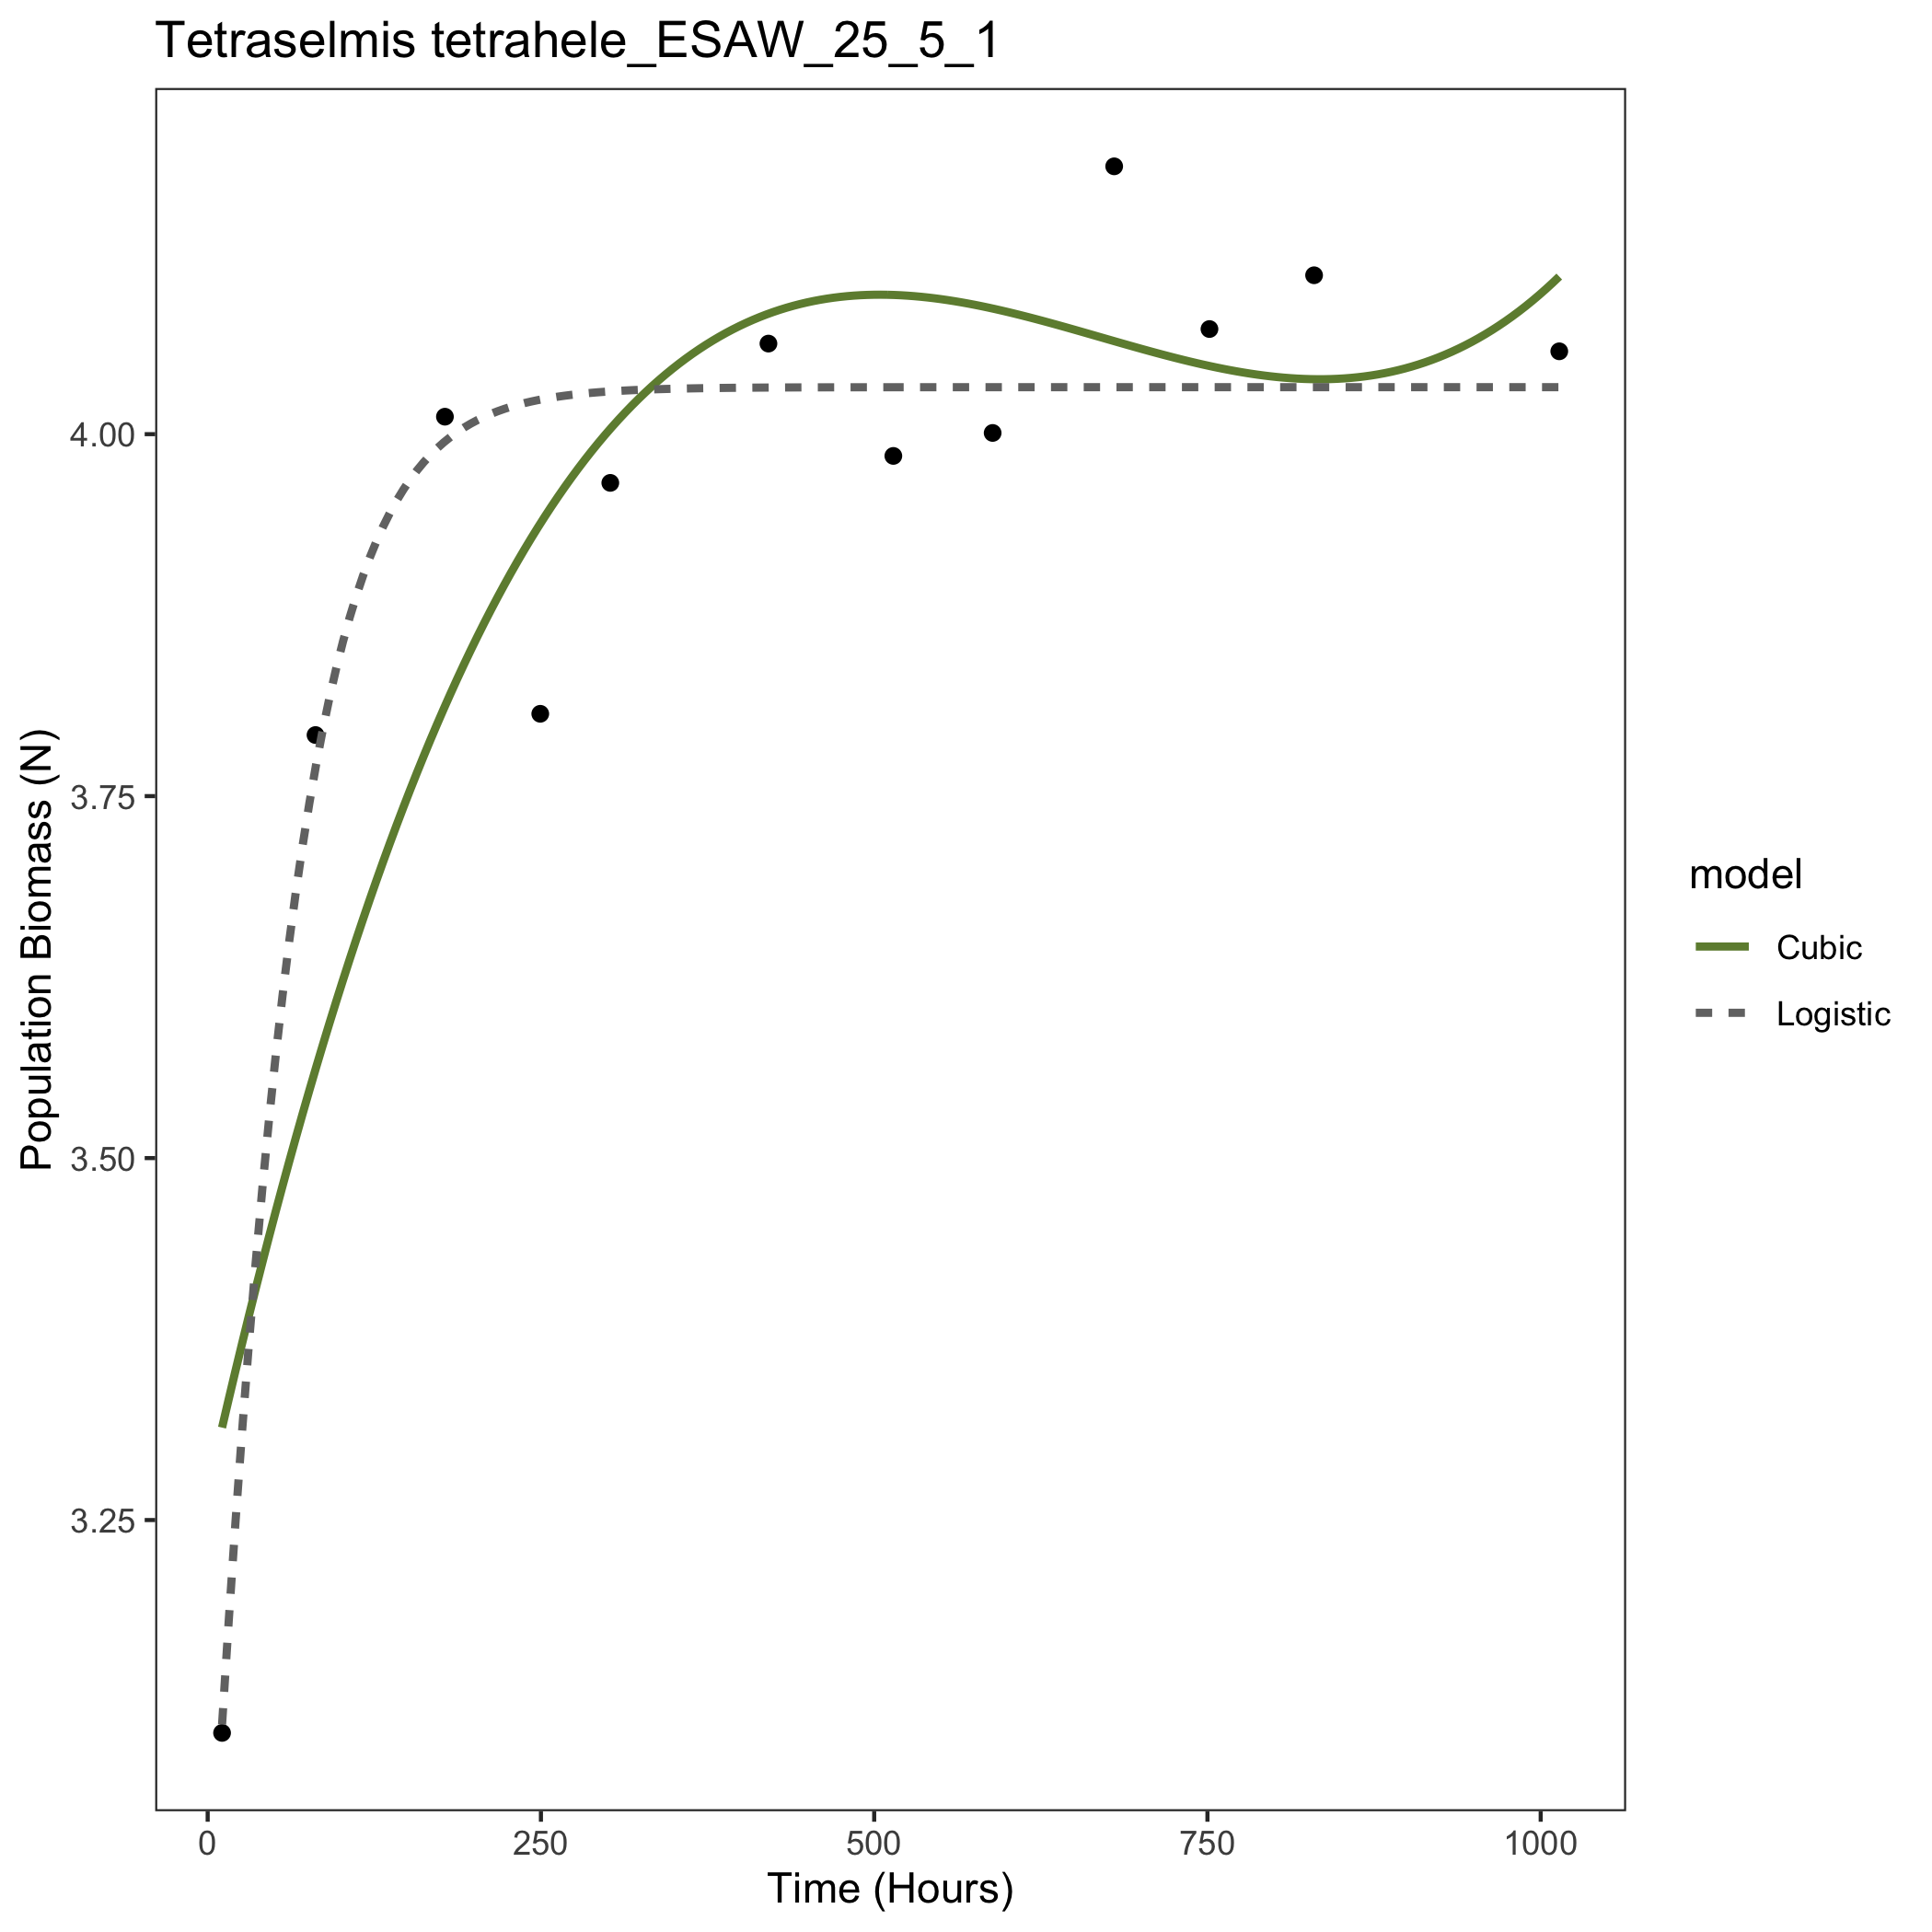 Tetraselmis tetrahele_ESAW_25_5_1
Population Biomass (N)
4.00
3.75
3.50
3.25
0
250
500
750
1000
Time (Hours)
model
Cubic
Logistic